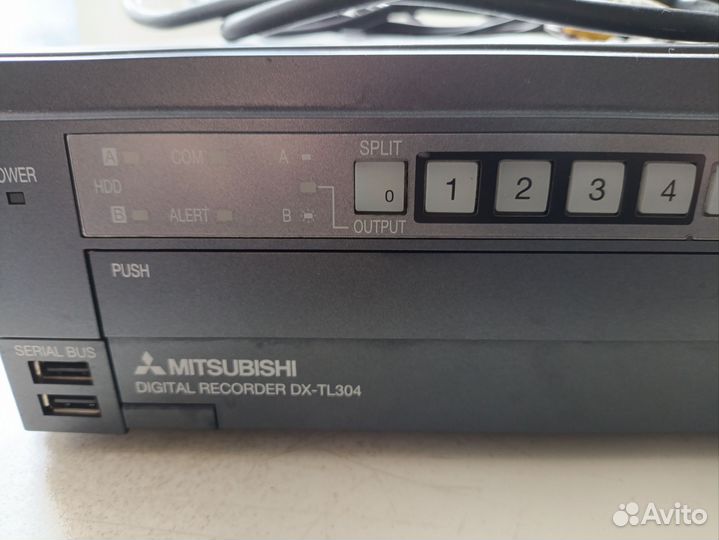 SPLIT
A COM A
0 1 2 3 4
HDD
B ALERT B OUTPUT
PUSH
SERIAL BUS
MITSUBISHI
DIGITAL RECORDER DX-TL304
Avito